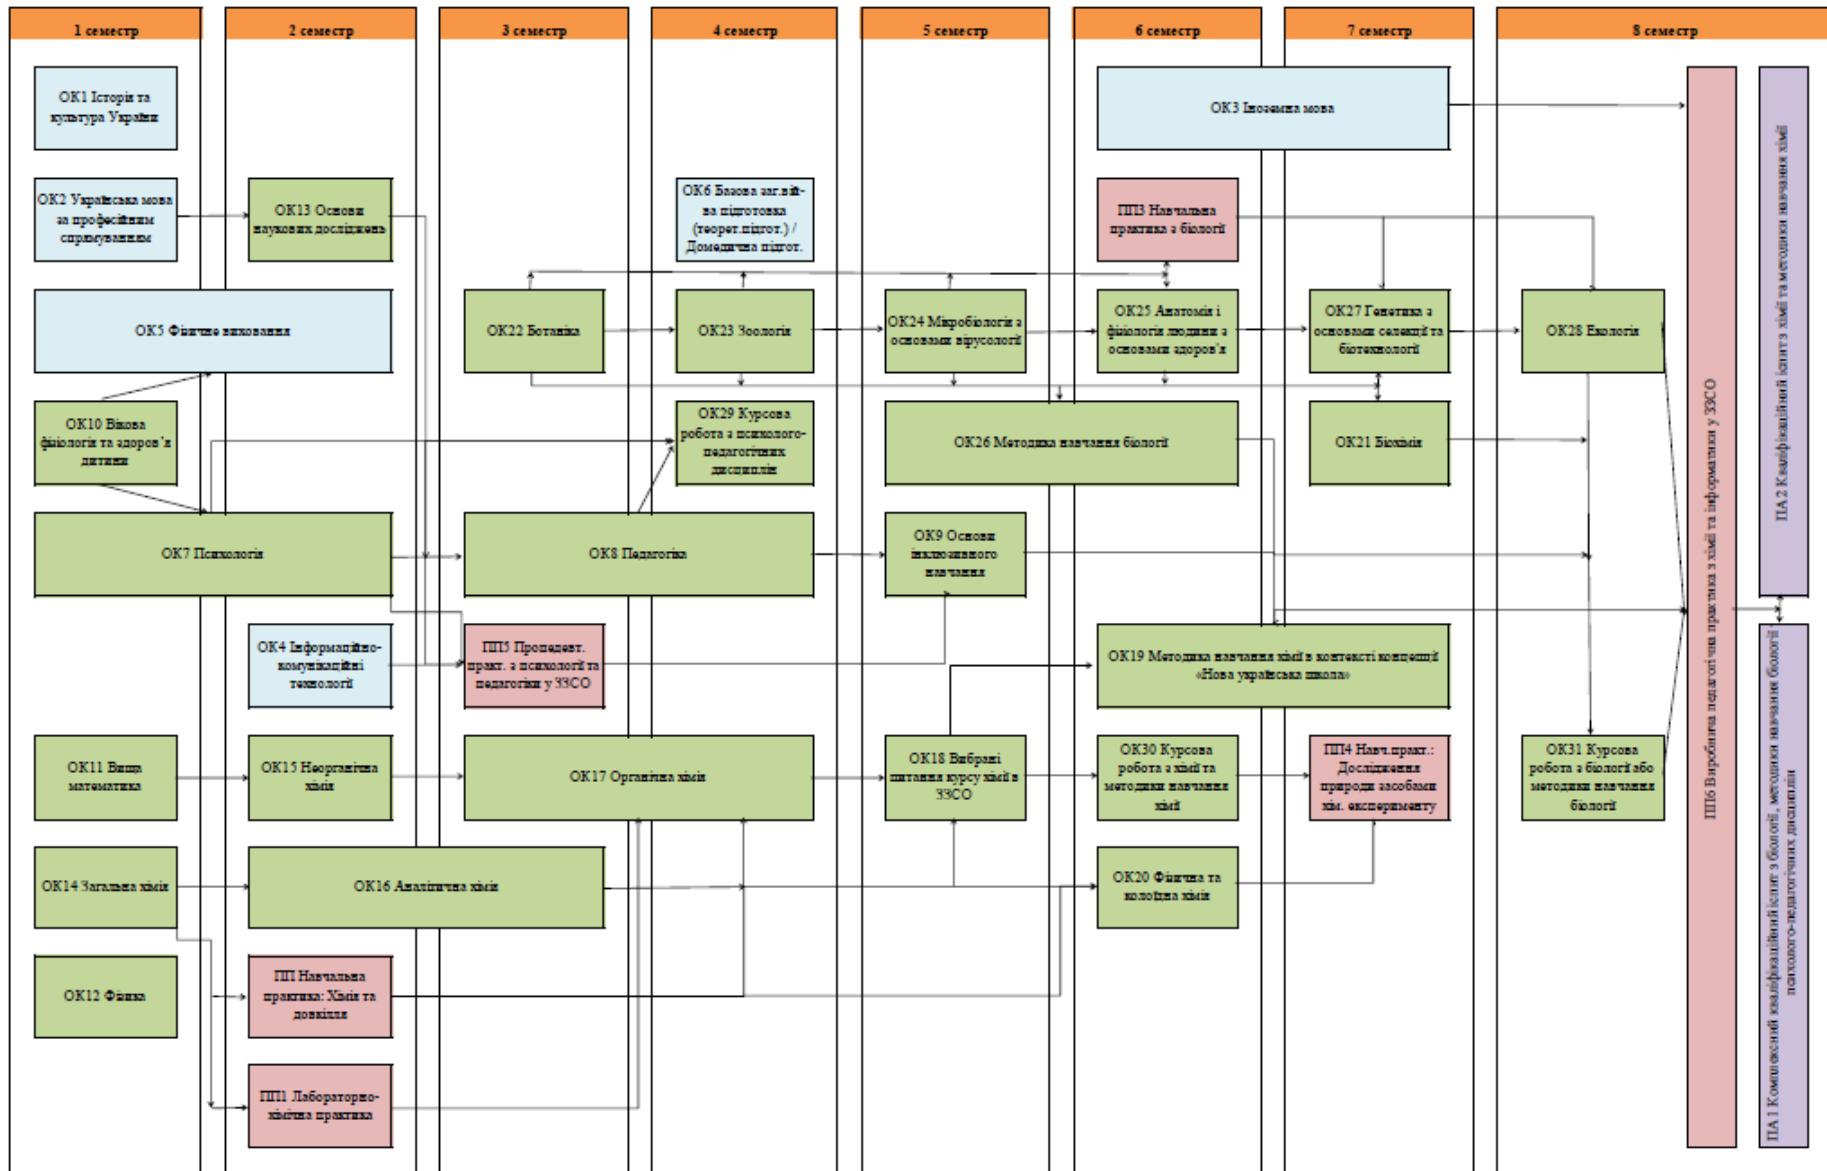 1 семестр
2 семестр
3 семестр
4 семестр
5 семестр
6 семестр
7 семестр
8 семестр
ОК1 Історія та
культура України
ОК3 Іноземна мова
ОК2 Українська мова
за професійним
спрямуванням
ОК13 Основи
наукових досліджень
ОК6 Базова заг.вій-
ва підготовка
(теорет.підгот.) /
Домедична підгот.
ПП3 Навчальна
практика з біології
ОК5 Фізичне виховання
ОК22 Ботаніка
ОК23 Зоологія
ОК24 Мікробіологія з
основами вірусології
ОК25 Анатомія і
фізіологія людини з
основами здоров'я
ОК27 Генетика з
основами селекції та
біотехнології
ОК28 Екологія
ОК10 Вікова
фізіологія та здоров’я
дитини
ОК29 Курсова
робота з психолого-
педагогічних
дисциплін
ОК26 Методика навчання біології
ОК21 Біохімія
ОК7 Психологія
ОК8 Педагогіка
ОК9 Основи
інклюзивного
навчання
ОК4 Інформаційно-
комунікаційні
технології
ПП5 Пропедевт.
практ. з психології та
педагогіки у ЗЗСО
ОК19 Методика навчання хімії в контексті концепції
«Нова українська школа»
ОК11 Вища
математика
ОК15 Неорганічна
хімія
ОК17 Органічна хімія
ОК18 Вибрані
питання курсу хімії в
ЗЗСО
ОК30 Курсова
робота з хімії та
методики навчання
хімії
ПП4 Навч.практ.:
Дослідження
природи засобами
хім. експерименту
ОК31 Курсова
робота з біології або
методики навчання
біології
ОК14 Загальна хімія
ОК16 Аналітична хімія
ОК20 Фізична та
колоїдна хімія
ОК12 Фізика
ПП Навчальна
практика: Хімія та
довкілля
ПП1 Лабораторно-
хімічна практика
ПП6 Виробнича педагогічна практика з хімії та інформатики у ЗЗСО
ПА 2 Кваліфікаційний іспит з хімії та методики навчання хімії
ПА 1 Комплексний кваліфікаційний іспит з біології, методики навчання біології
психолого-педагогічних дисциплін